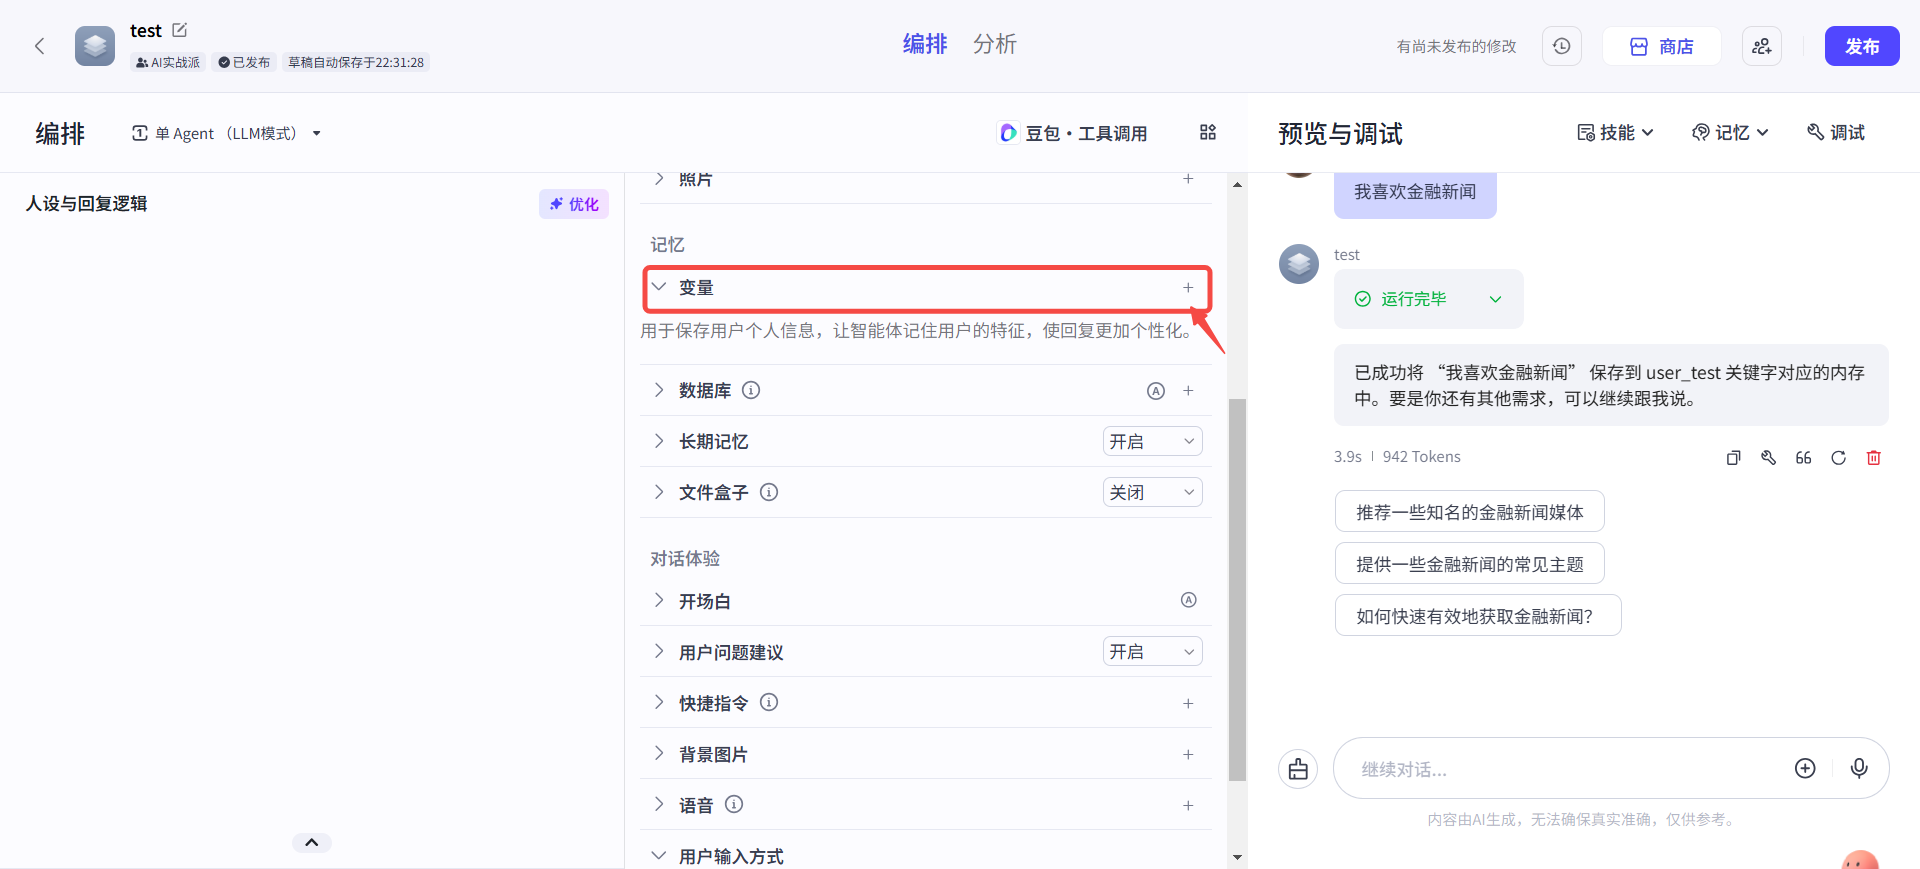 test
AI实战派
已发布
草稿自动保存于22:31:28
编排
分析
有尚未发布的修改
商店
发布
编排
单 Agent （LLM模式）
豆包·工具调用
预览与调试
技能
记忆
调试
人设与回复逻辑
优化
照片
记忆
变量
用于保存用户个人信息，让智能体记住用户的特征，使回复更加个性化。
数据库
长期记忆
开启
文件盒子
关闭
对话体验
开场白
用户问题建议
开启
快捷指令
背景图片
语音
用户输入方式
我喜欢金融新闻
test
运行完毕
已成功将 “我喜欢金融新闻” 保存到 user_test 关键字对应的内存
中。要是你还有其他需求，可以继续跟我说。
3.9s
942 Tokens
推荐一些知名的金融新闻媒体
提供一些金融新闻的常见主题
如何快速有效地获取金融新闻？
继续对话...
内容由AI生成，无法确保真实准确，仅供参考。